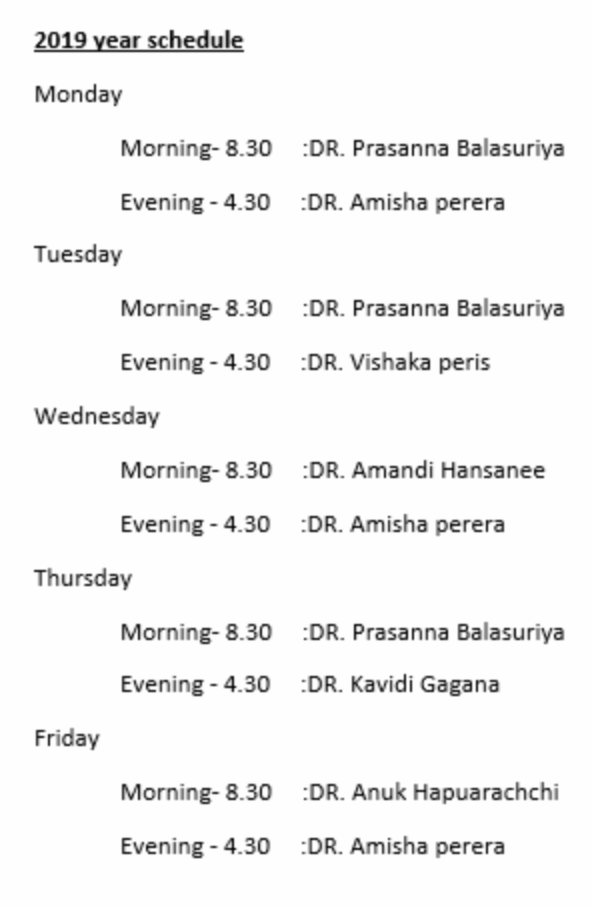 2019 year schedule
Monday
Morning- 8.30 :DR. Prasanna Balasuriya
Evening - 4.30 :DR. Amisha perera
Tuesday
Morning- 8.30 :DR. Prasanna Balasuriya
Evening - 4.30 :DR. Vishaka peris
Wednesday
Morning- 8.30 :DR. Amandi Hansanee
Evening - 4.30 :DR. Amisha perera
Thursday
Morning- 8.30 :DR. Prasanna Balasuriya
Evening - 4.30 :DR. Kavidi Gagana
Friday
Morning- 8.30 :DR. Anuk Hapuarachchi
Evening - 4.30 :DR. Amisha perera